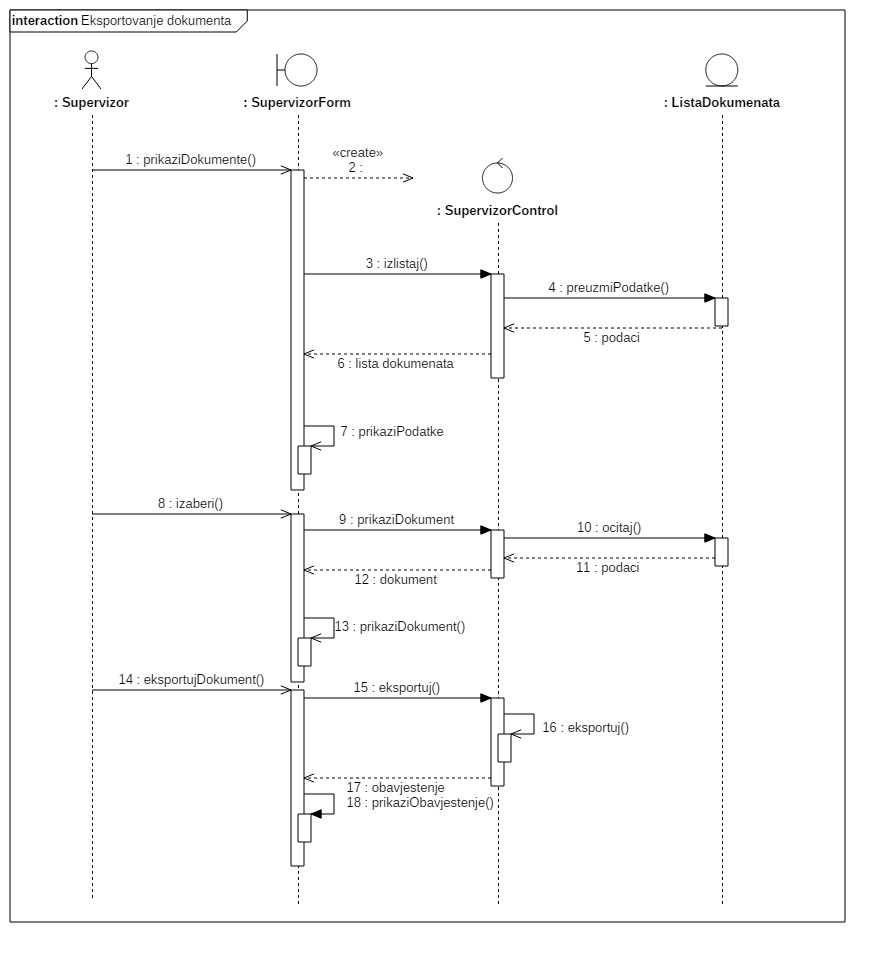 interaction Eksportovanje dokumenta
: Supervizor
: SupervizorForm
: ListaDokumenata
1 : prikaziDokumente()
«create»
2 :
: SupervizorControl
3 : izlistaj()
4 : preuzmiPodatke()
5 : podaci
6 : lista dokumenata
7 : prikaziPodatke
8 : izaberi()
9 : prikaziDokument
10 : ocitaj()
11 : podaci
12 : dokument
13 : prikaziDokument()
14 : eksportujDokument()
15 : eksportuj()
16 : eksportuj()
17 : obavjestenje
18 : prikaziObavjestenje()